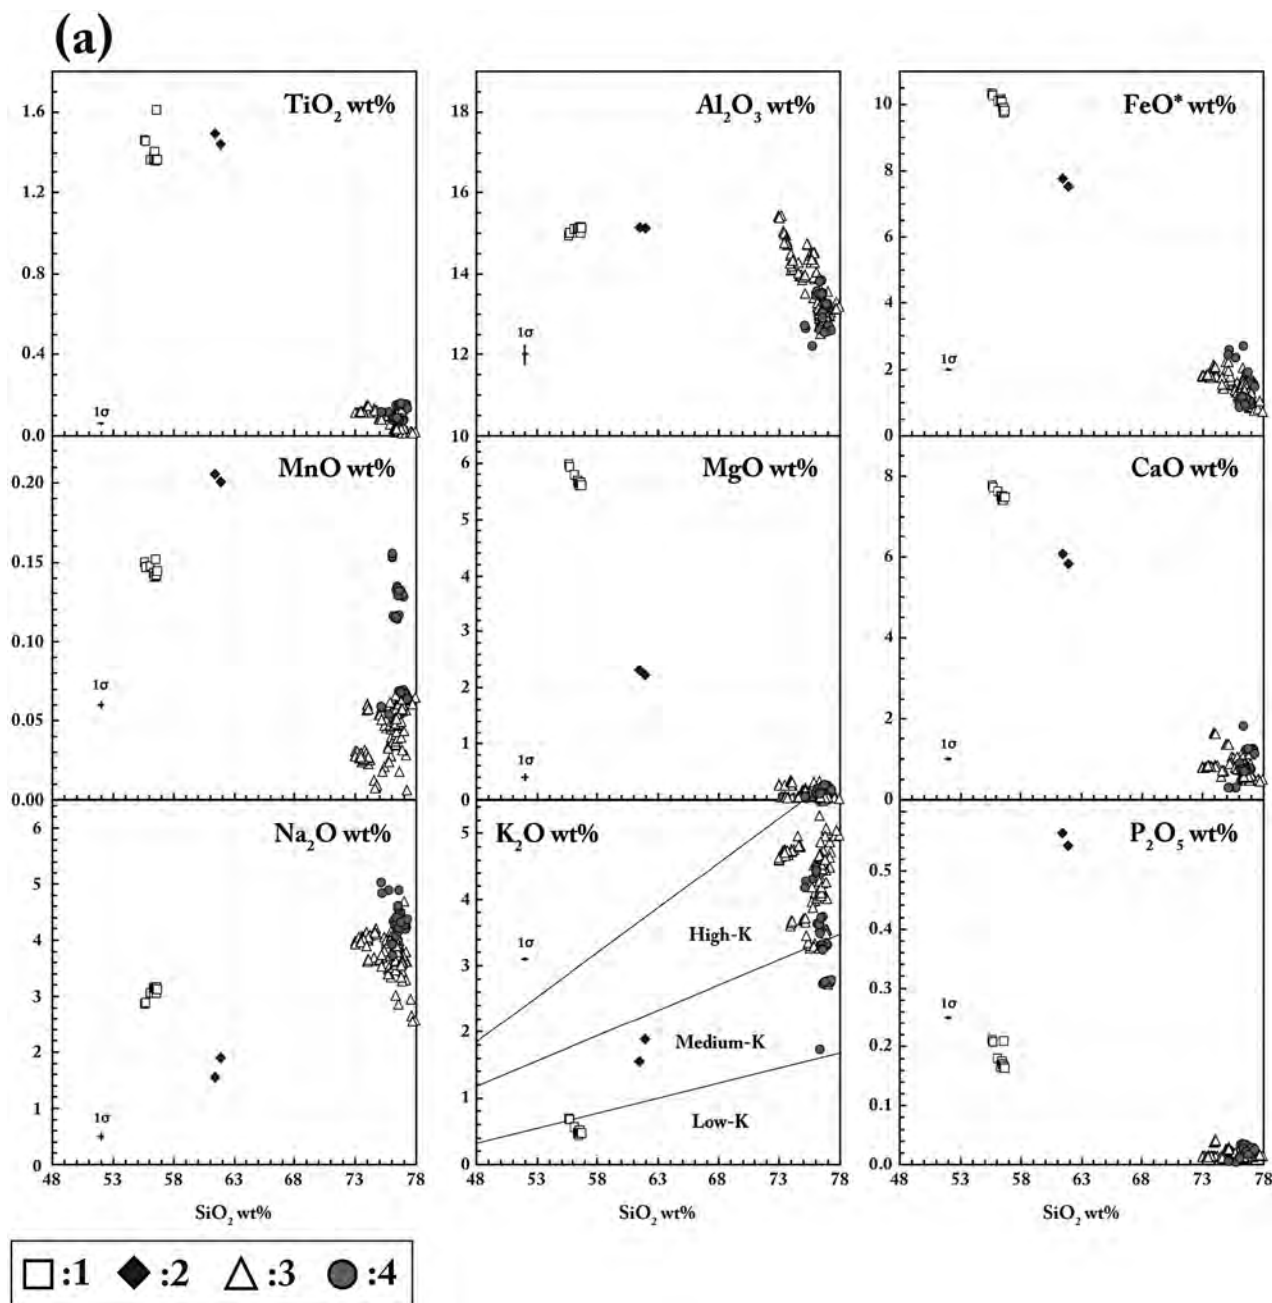 (a)
TiO2 wt%
1.6
1.2
0.8
0.4
0.0
1σ
Al2O3 wt%
18
16
14
12
10
1σ
FeO* wt%
10
8
6
4
2
0
1σ
MnO wt%
0.20
0.15
0.10
0.05
0.00
1σ
MgO wt%
6
5
4
3
2
1
0
1σ
CaO wt%
8
6
4
2
0
1σ
Na2O wt%
6
5
4
3
2
1
0
1σ
48 53 58 63 68 73 78
SiO2 wt%
K2O wt%
5
4
3
2
1
0
1σ
High-K
Medium-K
Low-K
48 53 58 63 68 73 78
SiO2 wt%
P2O5 wt%
0.5
0.4
0.3
0.2
0.1
0.0
1σ
48 53 58 63 68 73 78
SiO2 wt%
:1 :2 :3 :4